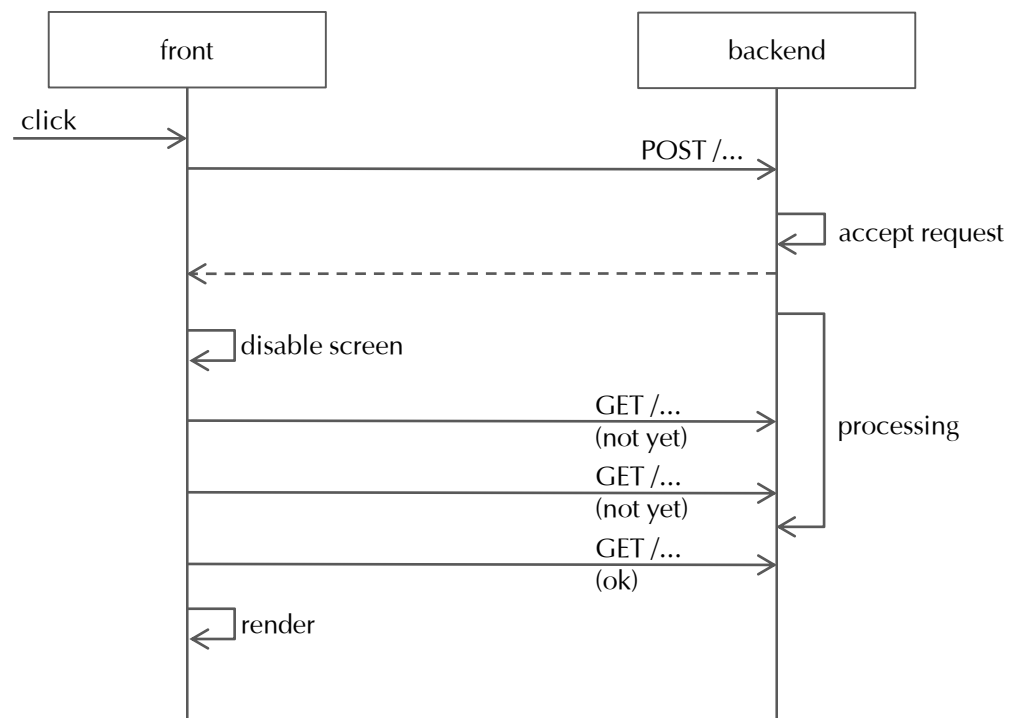 front
backend
click
POST /...
accept request
disable screen
GET /...
(not yet)
processing
GET /...
(not yet)
GET /...
(ok)
render